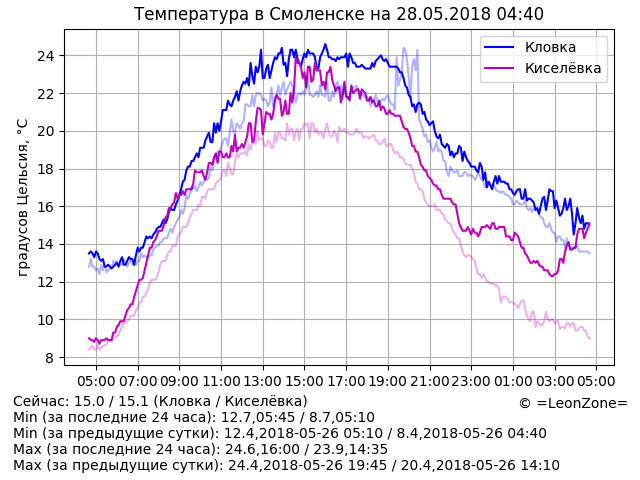 Температура в Смоленске на 28.05.2018 04:40
Кловка
Киселёвка
градусов Цельсия, °C
24
22
20
18
16
14
12
10
8
05:00 07:00 09:00 11:00 13:00 15:00 17:00 19:00 21:00 23:00 01:00 03:00 05:00
Сейчас: 15.0 / 15.1 (Кловка / Киселёвка)
© =LeonZone=
Min (за последние 24 часа): 12.7,05:45 / 8.7,05:10
Min (за предыдущие сутки): 12.4,2018-05-26 05:10 / 8.4,2018-05-26 04:40
Max (за последние 24 часа): 24.6,16:00 / 23.9,14:35
Max (за предыдущие сутки): 24.4,2018-05-26 19:45 / 20.4,2018-05-26 14:10